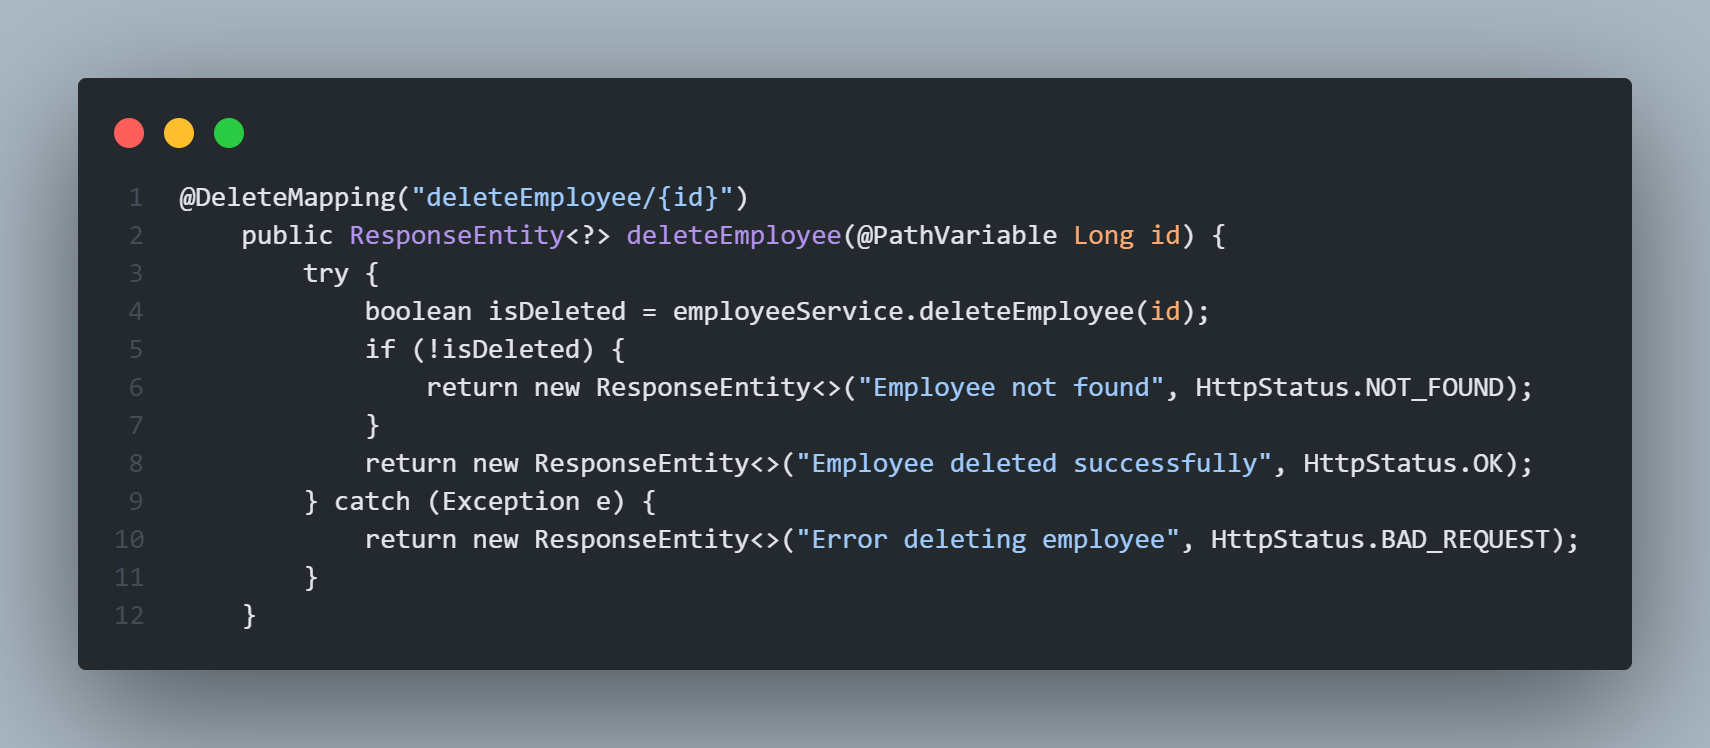 1 @DeleteMapping("deleteEmployee/{id}")
2 public ResponseEntity<?> deleteEmployee(@PathVariable Long id) {
3 try {
4 boolean isDeleted = employeeService.deleteEmployee(id);
5 if (!isDeleted) {
6 return new ResponseEntity<>("Employee not found", HttpStatus.NOT_FOUND);
7 }
8 return new ResponseEntity<>("Employee deleted successfully", HttpStatus.OK);
9 } catch (Exception e) {
10 return new ResponseEntity<>("Error deleting employee", HttpStatus.BAD_REQUEST);
11 }
12 }